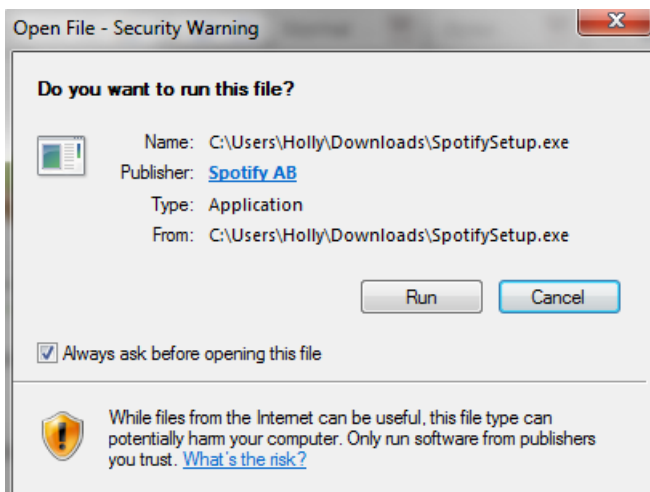 Open File - Security Warning
Do you want to run this file?
Name: C:\Users\Holly\Downloads\SpotifySetup.exe
Publisher: Spotify AB
Type: Application
From: C:\Users\Holly\Downloads\SpotifySetup.exe
Run Cancel
Always ask before opening this file
While files from the Internet can be useful, this file type can
potentially harm your computer. Only run software from publishers
you trust. What's the risk?